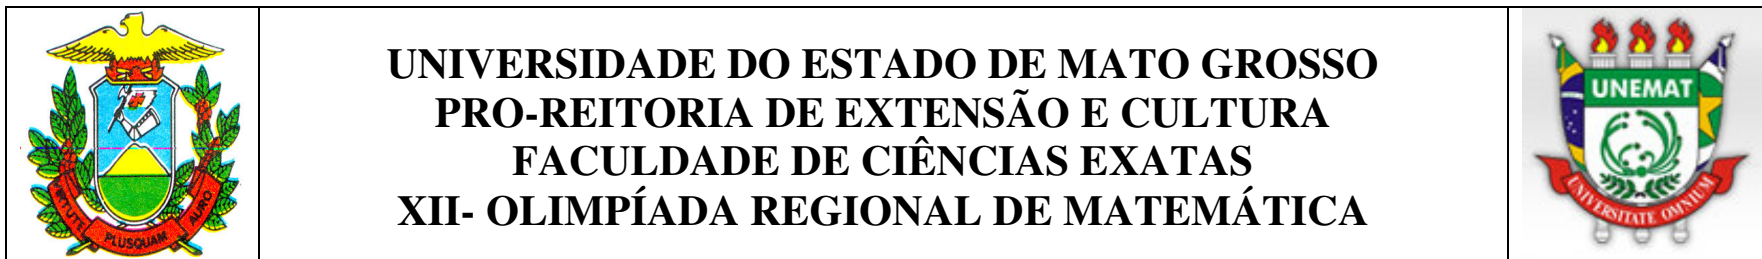 UNIVERSIDADE DO ESTADO DE MATO GROSSO
PRO-REITORIA DE EXTENSÃO E CULTURA
FACULDADE DE CIÊNCIAS EXATAS
XII- OLIMPÍADA REGIONAL DE MATEMÁTICA
VIRTUTE PLUSQUAM AURO
UNEMAT
UNIVERSITATE OMNIUM